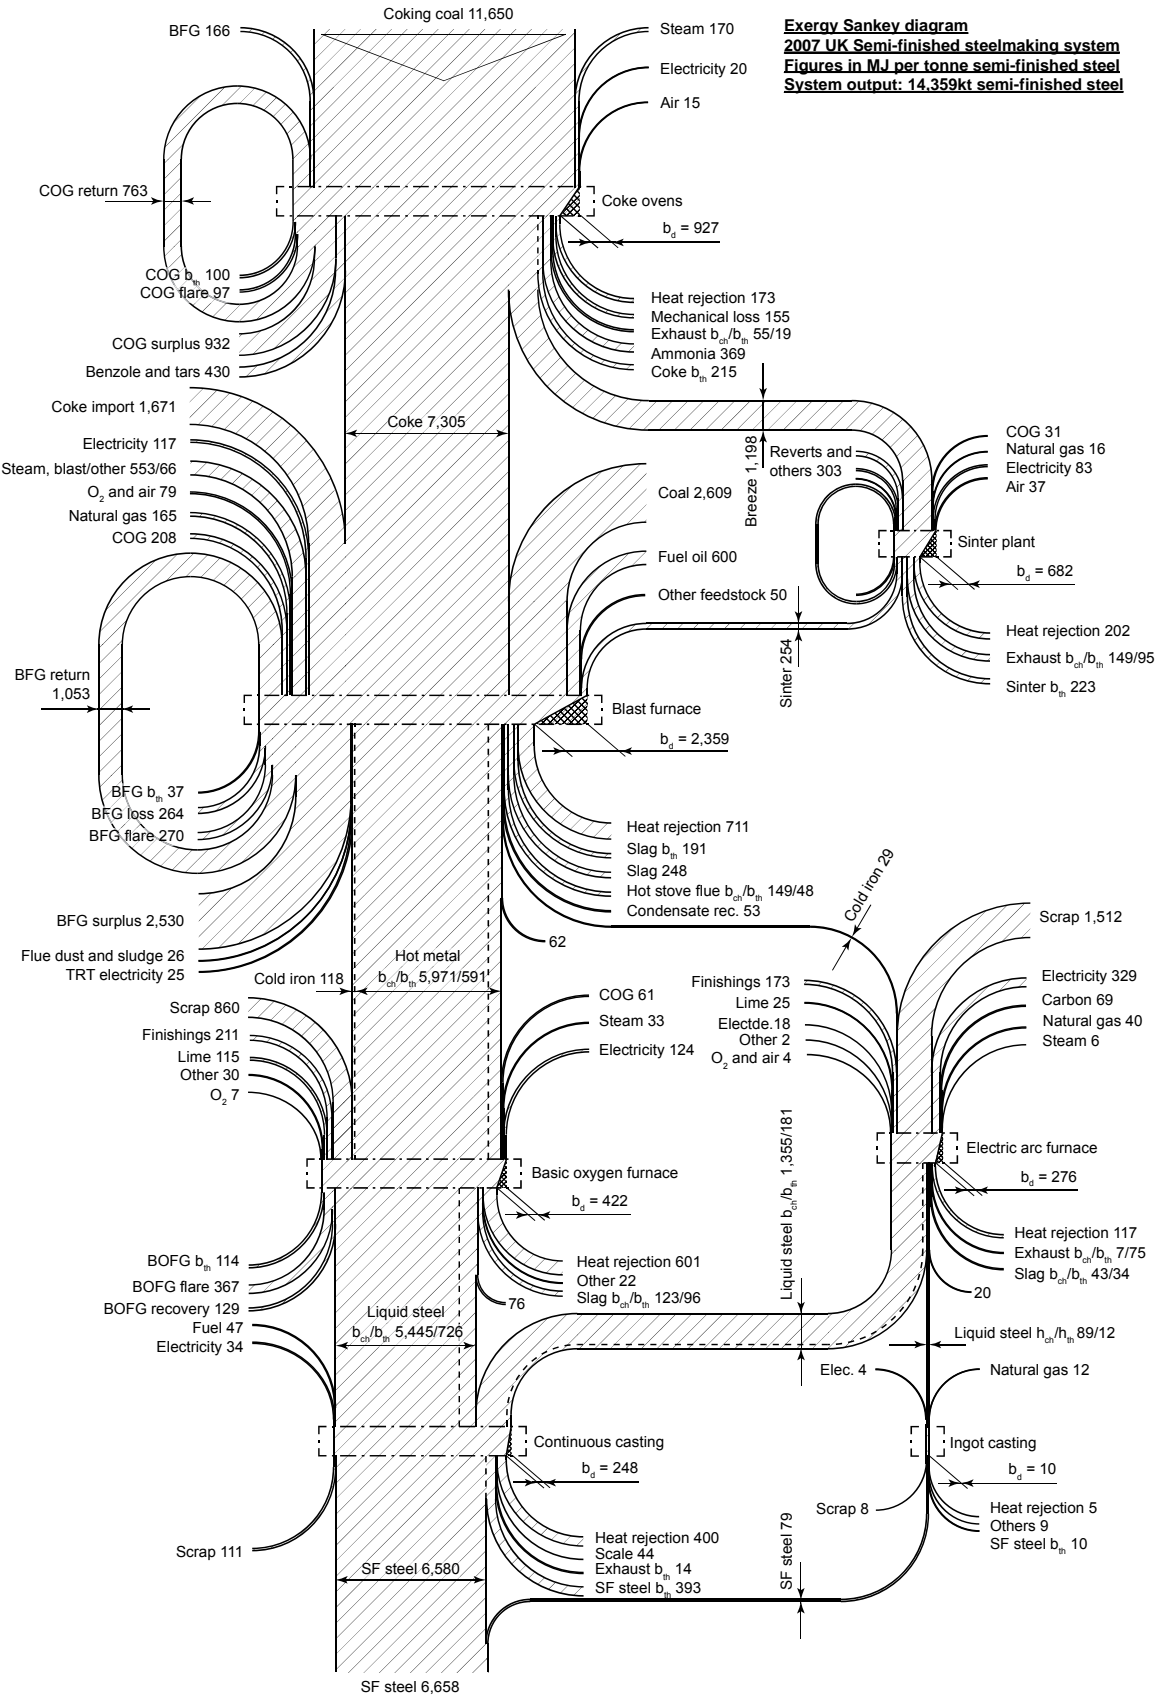 Coking coal 11,650
Exergy Sankey diagram
2007 UK Semi-finished steelmaking system
Figures in MJ per tonne semi-finished steel
System output: 14,359kt semi-finished steel
BFG 166
Steam 170
Electricity 20
Air 15
COG return 763
Coke ovens
b_d = 927
COG b_th 100
COG flare 97
COG surplus 932
Benzole and tars 430
Heat rejection 173
Mechanical loss 155
Exhaust b_ch/b_th 55/19
Ammonia 369
Coke b_th 215
Coke import 1,671
Electricity 117
Steam, blast/other 553/66
O_2 and air 79
Natural gas 165
COG 208
Coke 7,305
Breeze 1,198
Reverts and
others 303
COG 31
Natural gas 16
Electricity 83
Air 37
Coal 2,609
Fuel oil 600
Other feedstock 50
Sinter plant
b_d = 682
Sinter 254
Heat rejection 202
Exhaust b_ch/b_th 149/95
Sinter b_th 223
BFG return
1,053
Blast furnace
b_d = 2,359
BFG b_th 37
BFG loss 264
BFG flare 270
BFG surplus 2,530
Flue dust and sludge 26
TRT electricity 25
Heat rejection 711
Slag b_th 191
Slag 248
Hot stove flue b_ch/b_th 149/48
Condensate rec. 53
62
Cold iron 29
Cold iron 118
Hot metal
b_ch/b_th 5,971/591
Scrap 860
Finishings 211
Lime 115
Other 30
O_2 7
COG 61
Steam 33
Electricity 124
Finishings 173
Lime 25
Electde.18
Other 2
O_2 and air 4
Scrap 1,512
Electricity 329
Carbon 69
Natural gas 40
Steam 6
Basic oxygen furnace
b_d = 422
Electric arc furnace
b_d = 276
BOFG b_th 114
BOFG flare 367
BOFG recovery 129
Fuel 47
Electricity 34
Heat rejection 601
Other 22
Slag b_ch/b_th 123/96
76
Liquid steel
b_ch/b_th 5,445/726
Liquid steel b_ch/b_th 1,355/181
Heat rejection 117
Exhaust b_ch/b_th 7/75
Slag b_ch/b_th 43/34
20
Liquid steel h_ch/h_th 89/12
Elec. 4
Natural gas 12
Continuous casting
b_d = 248
Ingot casting
b_d = 10
Scrap 111
Scrap 8
Heat rejection 5
Others 9
SF steel b_th 10
Heat rejection 400
Scale 44
Exhaust b_th 14
SF steel b_th 393
SF steel 6,580
SF steel 79
SF steel 6,658